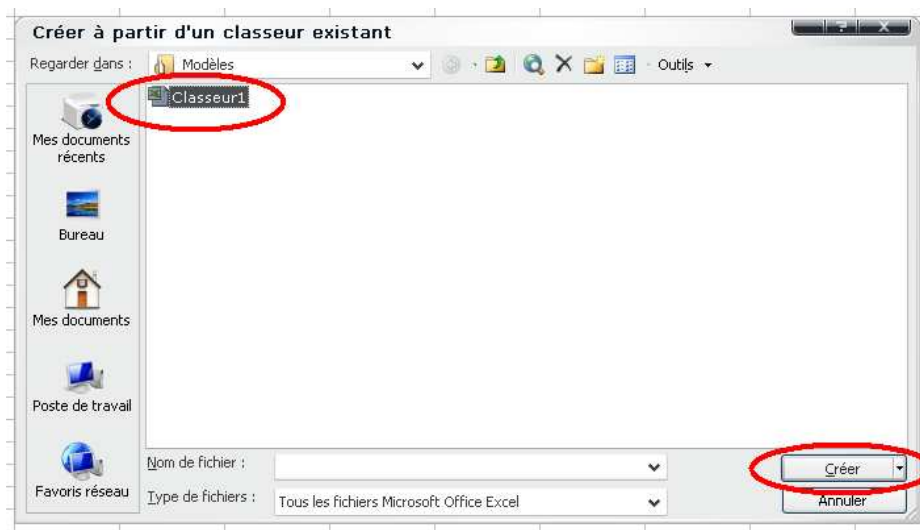 Créer à partir d'un classeur existant
Regarder dans :
Modèles
Outils
Classeur1
Mes documents
récents
Bureau
Mes documents
Poste de travail
Favoris réseau
Nom de fichier :
Créer
Type de fichiers :
Tous les fichiers Microsoft Office Excel
Annuler